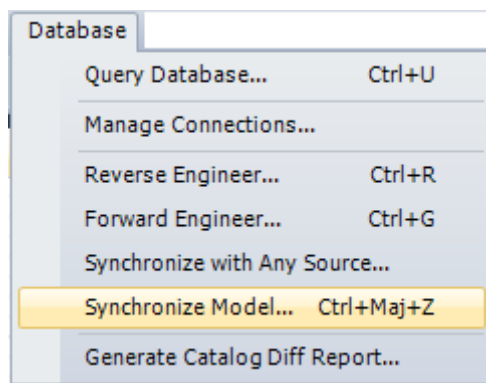 Database
Query Database... Ctrl+U
Manage Connections...
Reverse Engineer... Ctrl+R
Forward Engineer... Ctrl+G
Synchronize with Any Source...
Synchronize Model... Ctrl+Maj+Z
Generate Catalog Diff Report...